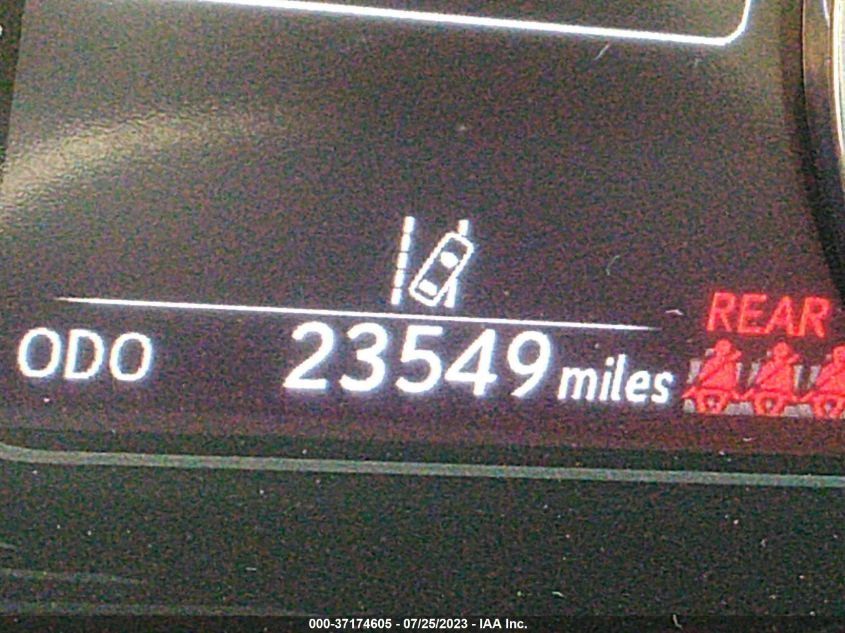 REAR
ODO 23549 miles
000-37174605 - 07/25/2023 - IAA Inc.